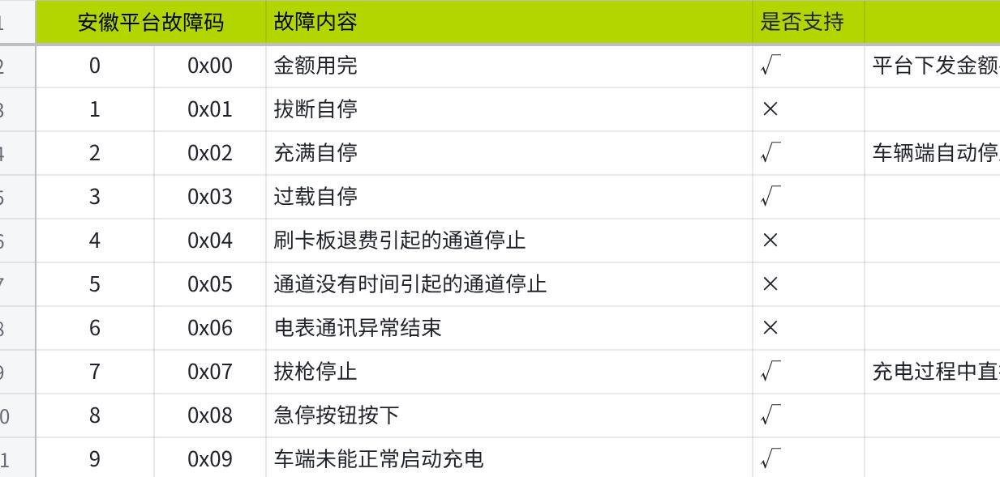 安徽平台故障码 故障内容 是否支持
0 0x00 金额用完 √ 平台下发金额
1 0x01 拔断自停 ×
2 0x02 充满自停 √ 车辆端自动停
3 0x03 过载自停 √
4 0x04 刷卡板退费引起的通道停止 ×
5 0x05 通道没有时间引起的通道停止 ×
6 0x06 电表通讯异常结束 ×
7 0x07 拔枪停止 √ 充电过程中直
8 0x08 急停按钮按下 √
9 0x09 车端未能正常启动充电 √